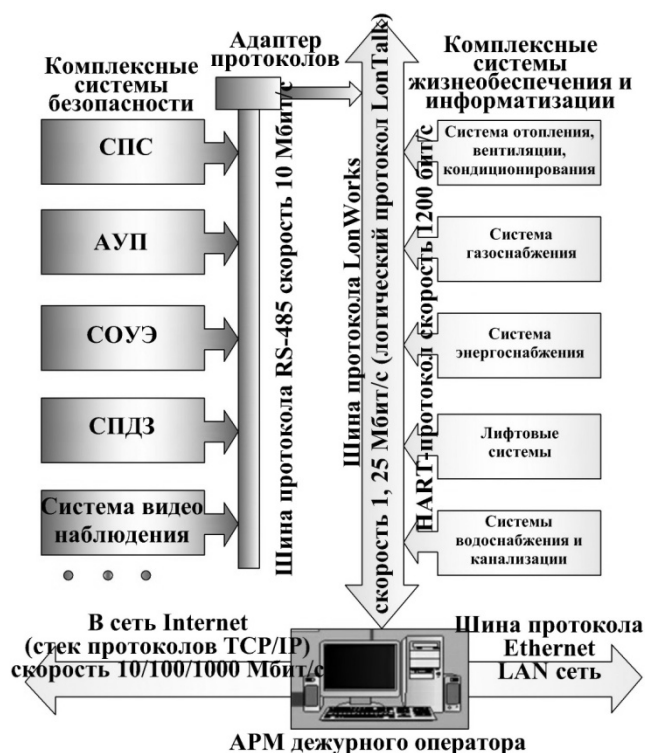 Комплексные
системы
безопасности
Адаптер
протоколов
Комплексные
системы
жизнеобеспечения и
информатизации
СПС
АУП
СОУЭ
СПДЗ
Система видео
наблюдения
Шина протокола RS-485 скорость 10 Мбит/с
Шина протокола LonWorks
скорость 1, 25 Мбит/с (логический протокол LonTalk)
HART-протокол скорость 1200 бит/с
Система отопления,
вентиляции,
кондиционирования
Система
газоснабжения
Система
энергоснабжения
Лифтовые
системы
Системы
водоснабжения и
канализации
В сеть Internet
(стек протоколов TCP/IP)
скорость 10/100/1000 Мбит/с
Шина протокола
Ethernet
LAN сеть
АРМ дежурного оператора